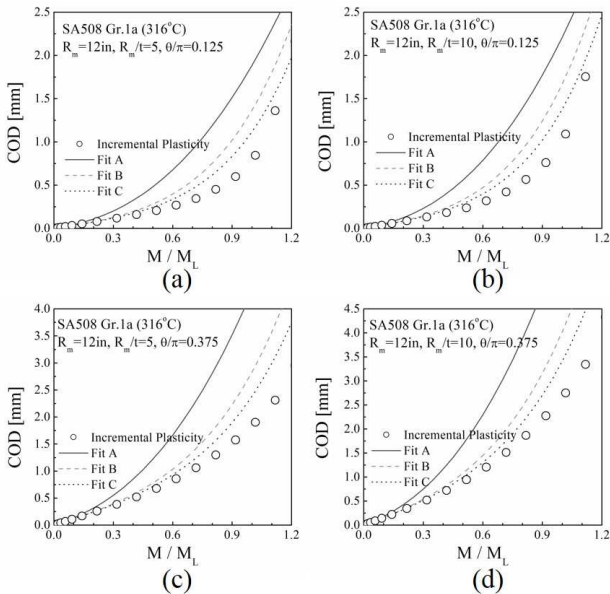 SA508 Gr.1a (316°C)
Rₘ=12in, Rₘ/t=5, θ/π=0.125
COD [mm]
2.5
2.0
1.5
1.0
0.5
0.0
Incremental Plasticity
Fit A
Fit B
Fit C
0.0 0.3 0.6 0.9 1.2
M / M_L
(a)
SA508 Gr.1a (316°C)
Rₘ=12in, Rₘ/t=10, θ/π=0.125
COD [mm]
2.5
2.0
1.5
1.0
0.5
0.0
Incremental Plasticity
Fit A
Fit B
Fit C
0.0 0.3 0.6 0.9 1.2
M / M_L
(b)
SA508 Gr.1a (316°C)
Rₘ=12in, Rₘ/t=5, θ/π=0.375
COD [mm]
4.0
3.5
3.0
2.5
2.0
1.5
1.0
0.5
0.0
Incremental Plasticity
Fit A
Fit B
Fit C
0.0 0.3 0.6 0.9 1.2
M / M_L
(c)
SA508 Gr.1a (316°C)
Rₘ=12in, Rₘ/t=10, θ/π=0.375
COD [mm]
4.5
4.0
3.5
3.0
2.5
2.0
1.5
1.0
0.5
0.0
Incremental Plasticity
Fit A
Fit B
Fit C
0.0 0.3 0.6 0.9 1.2
M / M_L
(d)